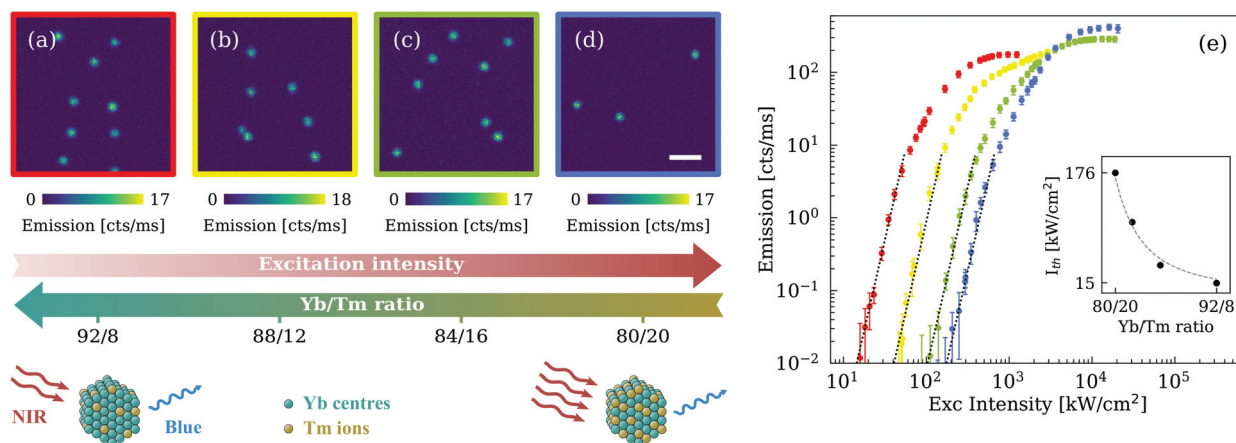 (a)
(b)
(c)
(d)
0 17
0 18
0 17
0 17
Emission [cts/ms]
Emission [cts/ms]
Emission [cts/ms]
Emission [cts/ms]
Excitation intensity
Yb/Tm ratio
92/8
88/12
84/16
80/20
NIR
Blue
Yb centres
Tm ions
(e)
Emission [cts/ms]
10²
10¹
10⁰
10⁻¹
10⁻²
10¹
10²
10³
10⁴
10⁵
Exc Intensity [kW/cm²]
I_th [kW/cm²]
176
15
80/20
92/8
Yb/Tm ratio